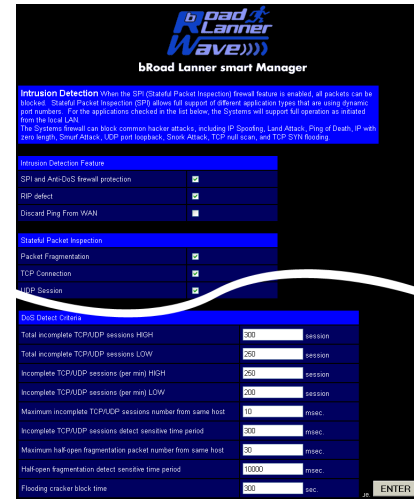 b Road
Lanner
Wave
bRoad Lanner smart Manager
Intrusion Detection When the SPI (Stateful Packet Inspection) firewall feature is enabled, all packets can be
blocked. Stateful Packet Inspection (SPI) allows full support of different application types that are using dynamic
port numbers. For the applications checked in the list below, the Systems will support full operation as initiated
from the local LAN.
The Systems firewall can block common hacker attacks, including IP Spoofing, Land Attack, Ping of Death, IP with
zero length, Smurf Attack, UDP port loopback, Snork Attack, TCP null scan, and TCP SYN flooding.
Intrusion Detection Feature
SPI and Anti-DoS firewall protection
RIP defect
Discard Ping From WAN
Stateful Packet Inspection
Packet Fragmentation
TCP Connection
UDP Session
DoS Detect Criteria
Total incomplete TCP/UDP sessions HIGH 300 session
Total incomplete TCP/UDP sessions LOW 250 session
Incomplete TCP/UDP sessions (per min) HIGH 250 session
Incomplete TCP/UDP sessions (per min) LOW 200 session
Maximum incomplete TCP/UDP sessions number from same host 10 msec.
Incomplete TCP/UDP sessions detect sensitive time period 300 msec.
Maximum half-open fragmentation packet number from same host 30 msec.
Half-open fragmentation detect sensitive time period 10000 msec.
Flooding cracker block time 300 sec.
ENTER